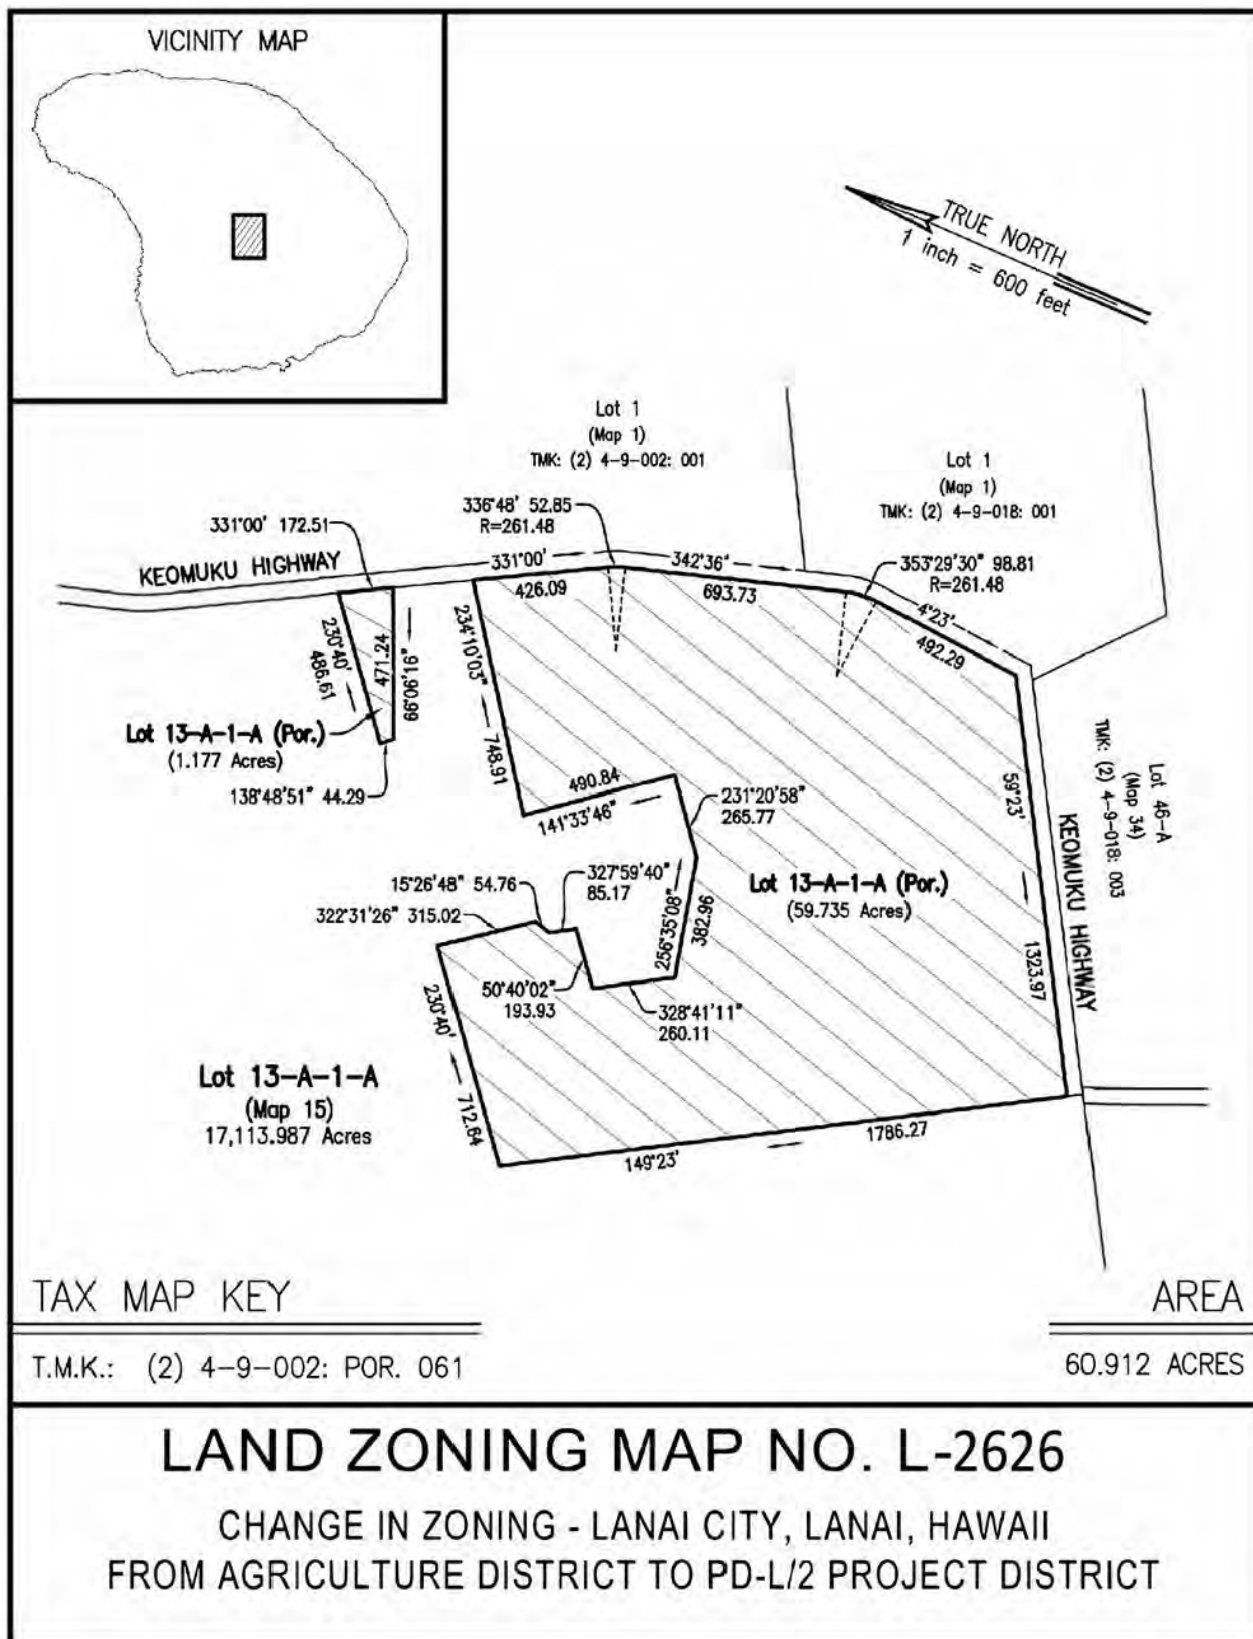 VICINITY MAP
TRUE NORTH
1 inch = 600 feet
Lot 1
(Map 1)
TMK: (2) 4-9-002: 001
Lot 1
(Map 1)
TMK: (2) 4-9-018: 001
336°48' 52.85
R=261.48
331°00' 172.51
KEOMUKU HIGHWAY
331°00'
426.09
342°36"
693.73
353°29'30" 98.81
R=261.48
4°23'
492.29
230°40'
486.61
471.24
66°06'16"
234°10'03"
748.91
Lot 13-A-1-A (Por.)
(1.177 Acres)
138°48'51" 44.29
490.84
141°33'46"
231°20'58"
265.77
59°23'
1323.97
KEOMUKU HIGHWAY
Lot 46-A
(Map 34)
TMK: (2) 4-9-018: 003
15°26'48" 54.76
327°59'40"
85.17
322°31'26" 315.02
256°35'08"
382.96
Lot 13-A-1-A (Por.)
(59.735 Acres)
50°40'02"
193.93
328°41'11"
260.11
230°40'
712.64
Lot 13-A-1-A
(Map 15)
17,113.987 Acres
149°23'
1786.27
TAX MAP KEY
AREA
T.M.K.: (2) 4-9-002: POR. 061
60.912 ACRES
LAND ZONING MAP NO. L-2626
CHANGE IN ZONING - LANAI CITY, LANAI, HAWAII
FROM AGRICULTURE DISTRICT TO PD-L/2 PROJECT DISTRICT